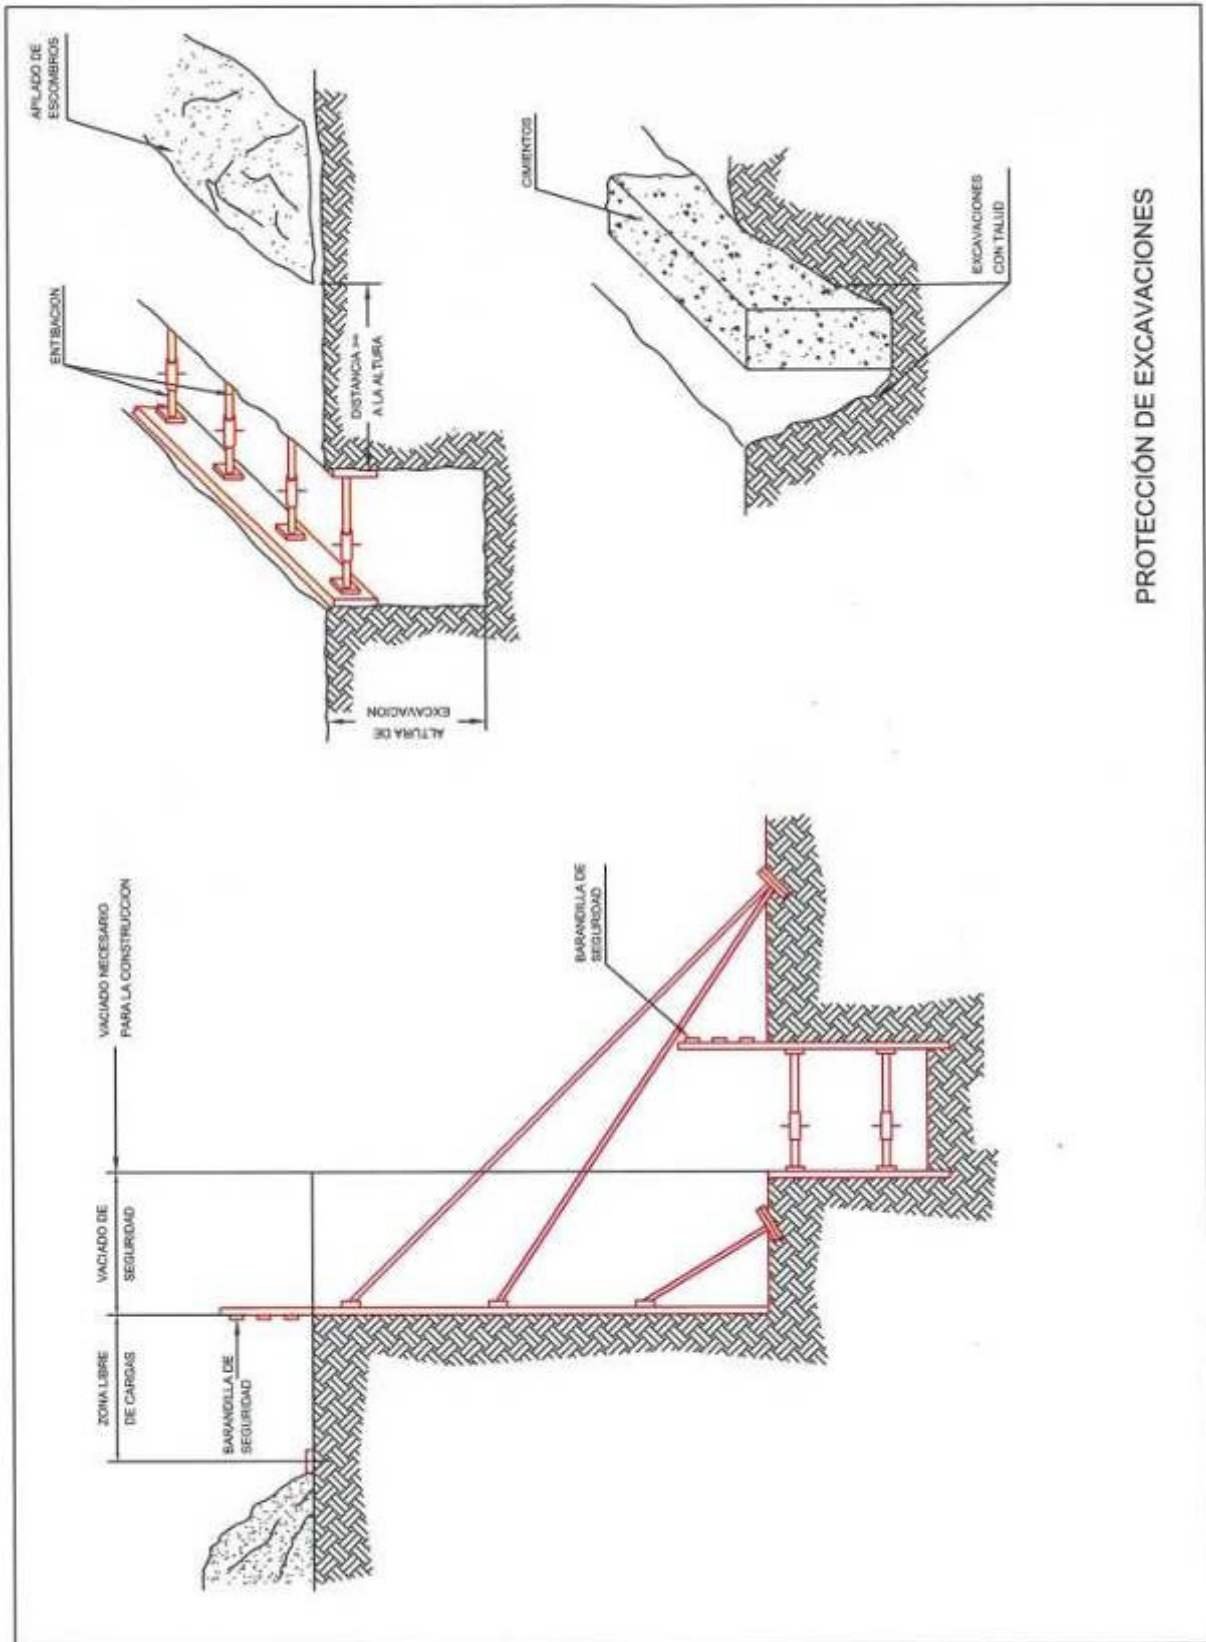 ZONA LIBRE
DE CARGAS
VACIADO DE
SEGURIDAD
VACIADO NECESARIO
PARA LA CONSTRUCCION
BARANDILLA DE
SEGURIDAD
BARANDILLA DE
SEGURIDAD
ENTIBACION
APILADO DE
ESCOMBROS
ALTURA DE
EXCAVACION
DISTANCIA >=
A LA ALTURA
CIMIENTOS
EXCAVACIONES
CON TALUD
PROTECCIÓN DE EXCAVACIONES